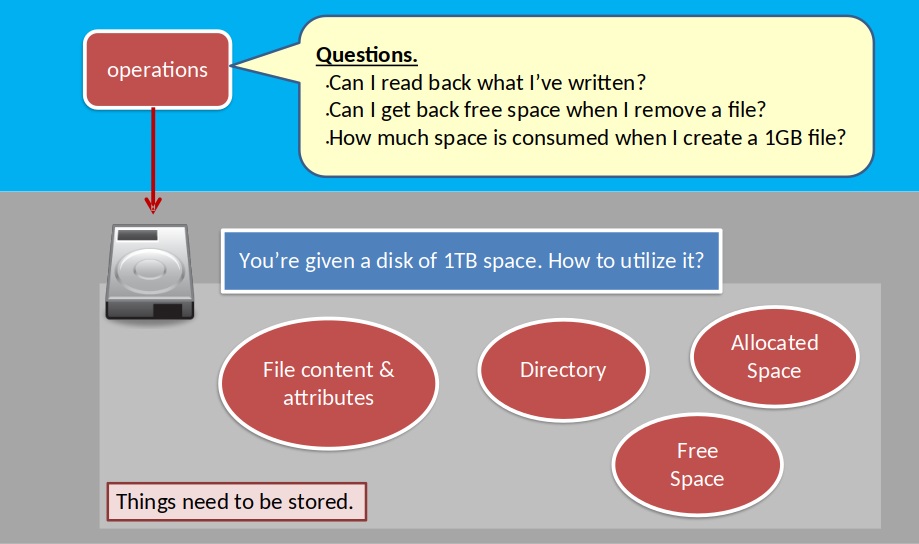 operations
Questions.
·Can I read back what I've written?
·Can I get back free space when I remove a file?
·How much space is consumed when I create a 1GB file?
You're given a disk of 1TB space. How to utilize it?
File content &
attributes
Directory
Allocated
Space
Free
Space
Things need to be stored.